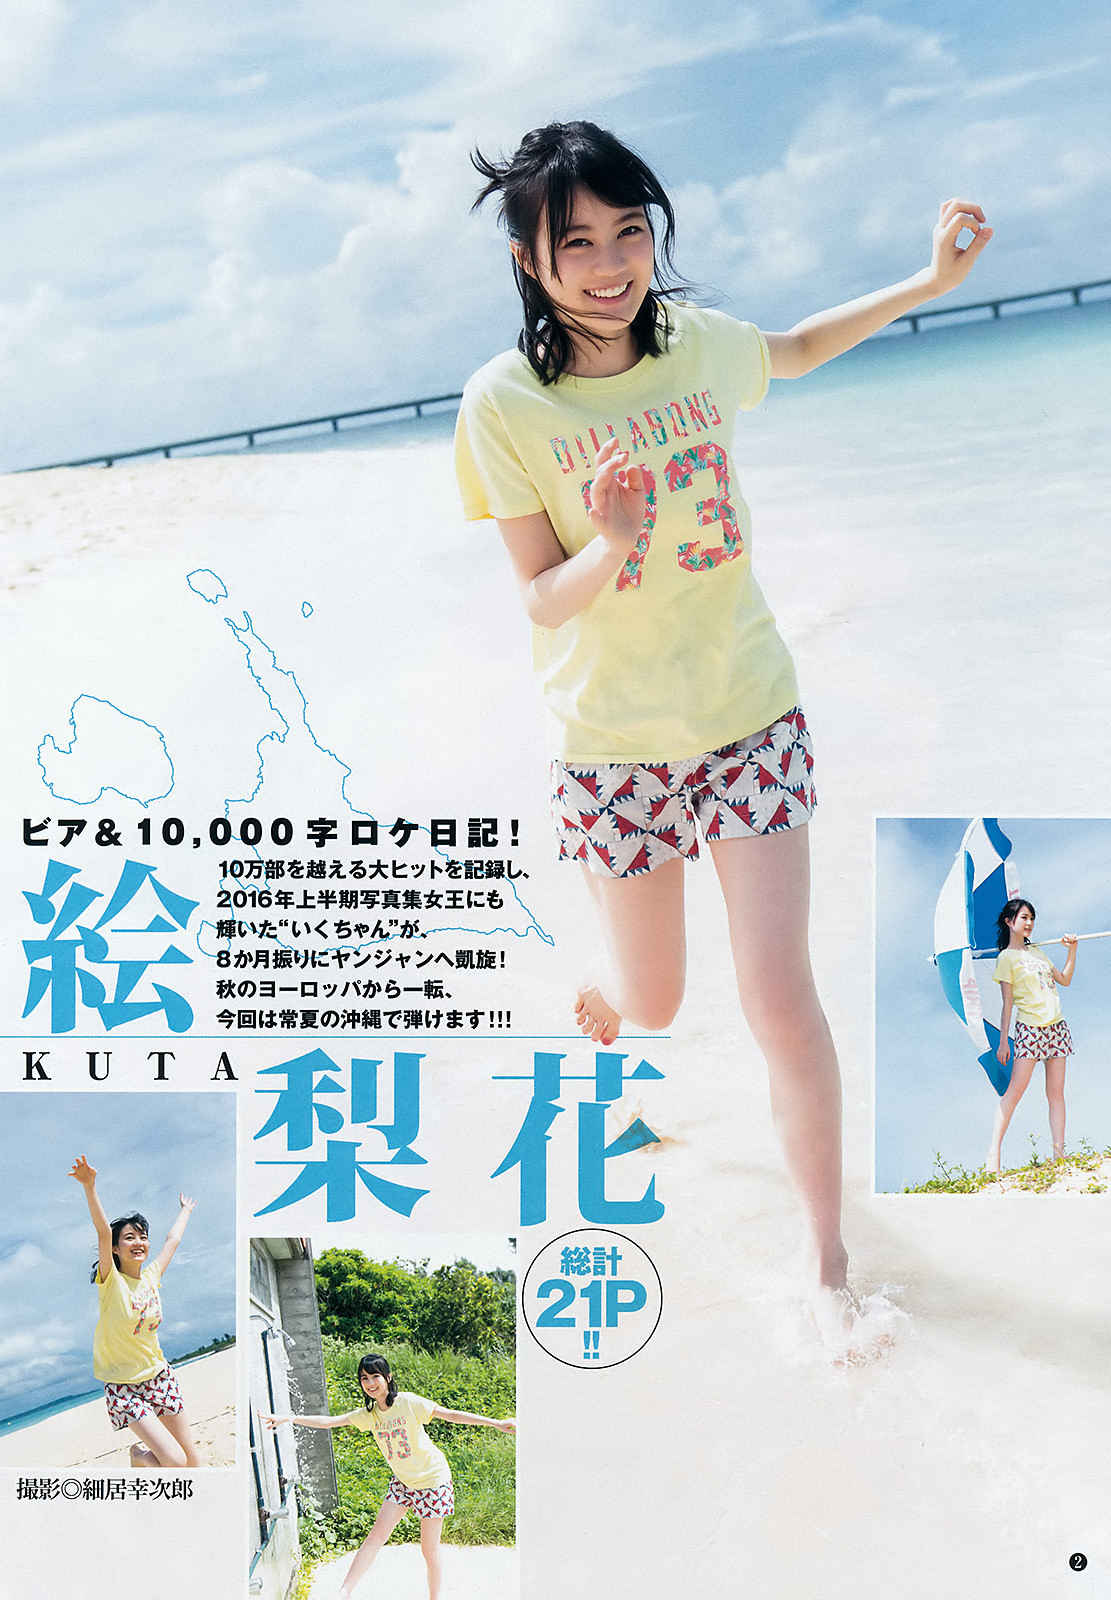 BILLABONG
73
ビア&10,000字ロケ日記!
絵
10万部を越える大ヒットを記録し、
2016年上半期写真集女王にも
輝いた“いくちゃん”が、
8か月振りにヤンジャンへ凱旋!
秋のヨーロッパから一転、
今回は常夏の沖縄で弾けます!!!
KUTA
梨花
総計
21P
!!
73
BILLABONG
73
撮影◎細居幸次郎
2